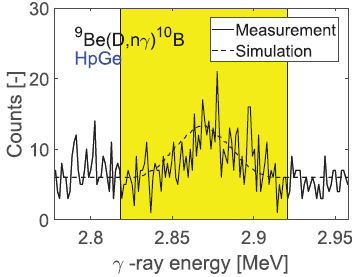 30
20
10
0
Counts [-]
⁹Be(D,nγ)¹⁰B
HpGe
Measurement
Simulation
2.8 2.85 2.9 2.95
γ -ray energy [MeV]